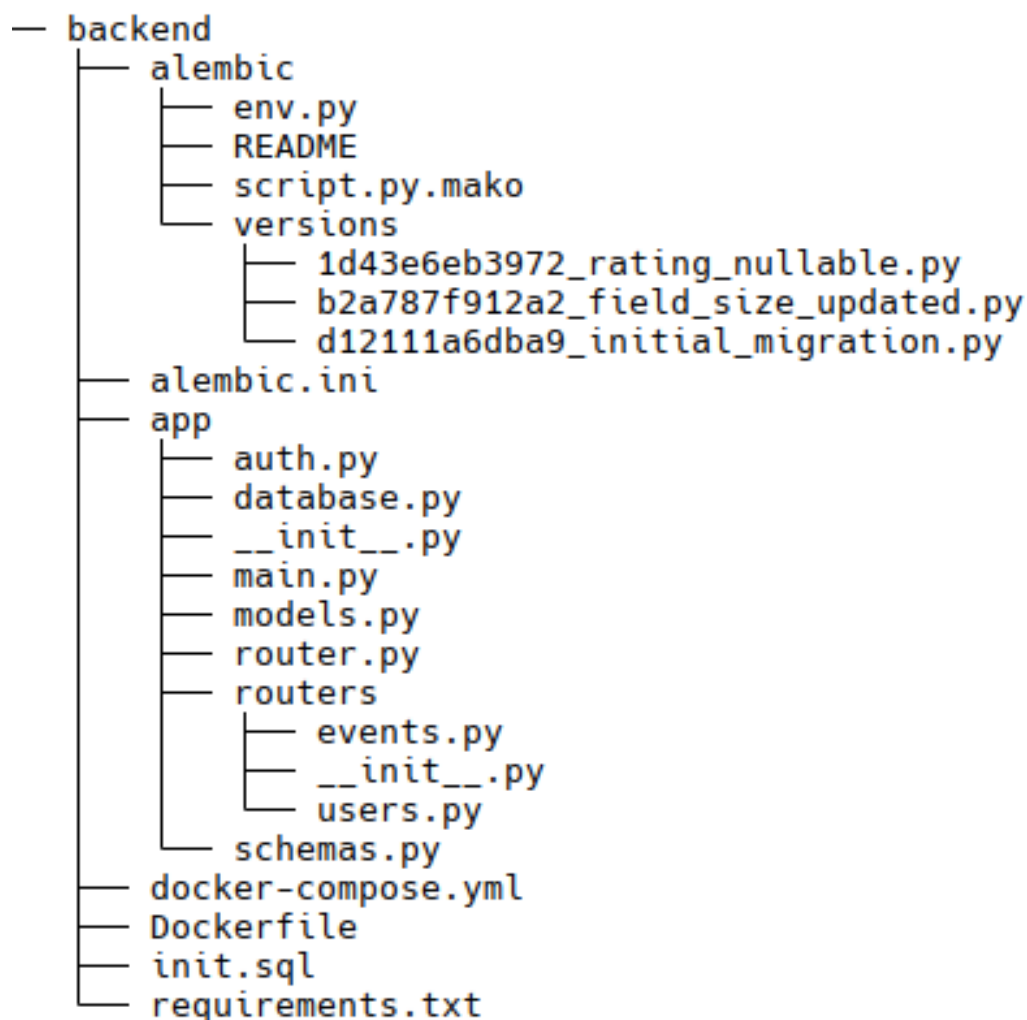 backend
alembic
env.py
README
script.py.mako
versions
1d43e6eb3972_rating_nullable.py
b2a787f912a2_field_size_updated.py
d12111a6dba9_initial_migration.py
alembic.ini
app
auth.py
database.py
__init__.py
main.py
models.py
router.py
routers
events.py
__init__.py
users.py
schemas.py
docker-compose.yml
Dockerfile
init.sql
requirements.txt